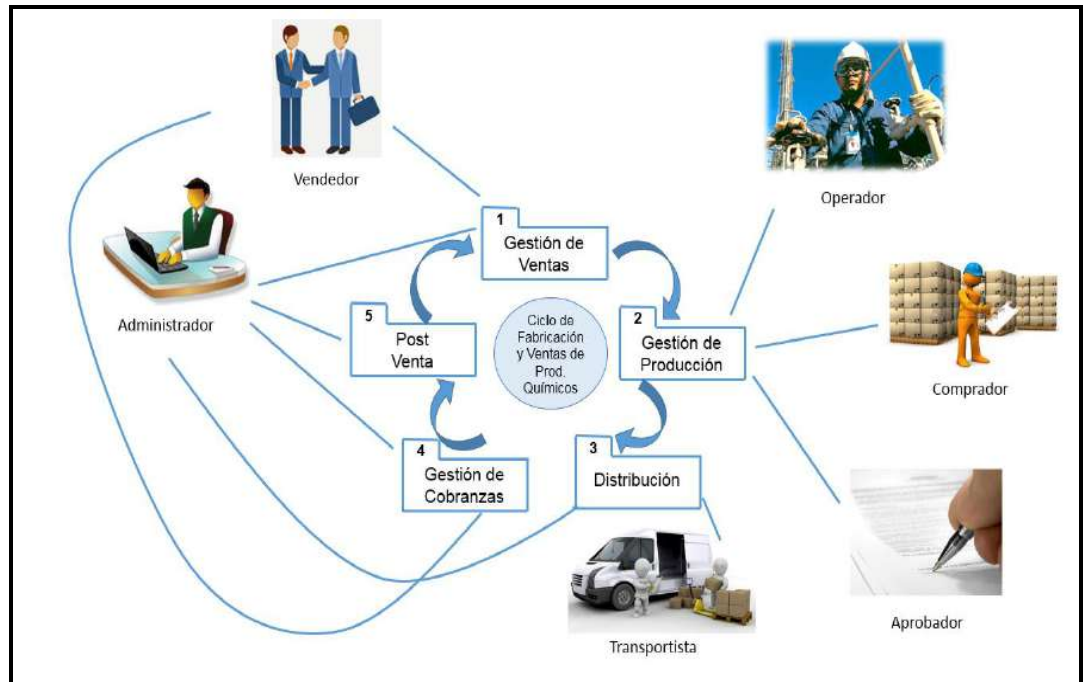 Vendedor
Operador
Administrador
1
Gestión de
Ventas
5
Post
Venta
Ciclo de
Fabricación
y Ventas de
Prod.
Químicos
2
Gestión de
Producción
Comprador
4
Gestión de
Cobranzas
3
Distribución
Transportista
Aprobador